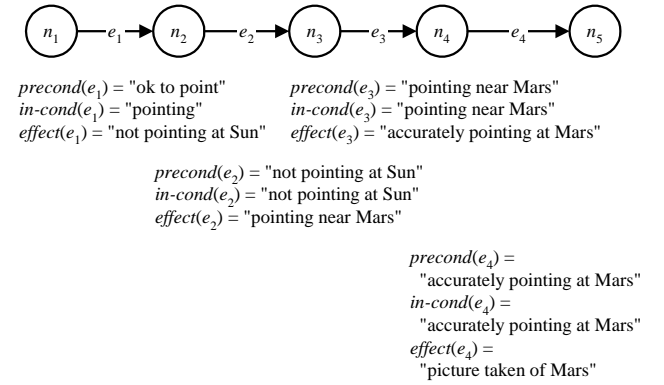 n₁ e₁ n₂ e₂ n₃ e₃ n₄ e₄ n₅
precond(e₁) = "ok to point"
in-cond(e₁) = "pointing"
effect(e₁) = "not pointing at Sun"
precond(e₃) = "pointing near Mars"
in-cond(e₃) = "pointing near Mars"
effect(e₃) = "accurately pointing at Mars"
precond(e₂) = "not pointing at Sun"
in-cond(e₂) = "not pointing at Sun"
effect(e₂) = "pointing near Mars"
precond(e₄) =
"accurately pointing at Mars"
in-cond(e₄) =
"accurately pointing at Mars"
effect(e₄) =
"picture taken of Mars"